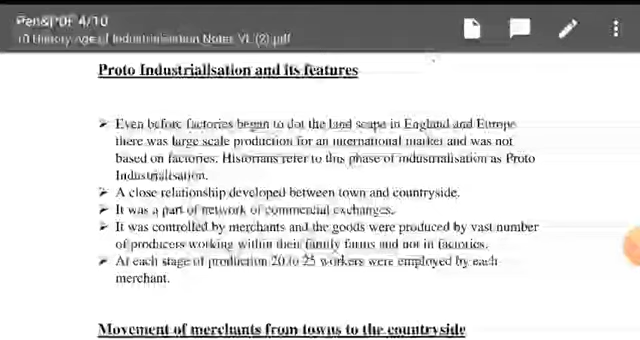 Pen&PDF 4/10
10 History Age of Industrialisation Notes VL (2).pdf
Proto Industrialisation and its features
➢ Even before factories began to dot the land scape in England and Europe
there was large scale production for an international market and was not
based on factories. Historians refer to this phase of industrialisation as Proto
Industrialisation.
➢ A close relationship developed between town and countryside.
➢ It was a part of network of commercial exchanges.
➢ It was controlled by merchants and the goods were produced by vast number
of producers working within their family farms and not in factories.
➢ At each stage of production 20 to 25 workers were employed by each
merchant.
Movement of merchants from towns to the countryside